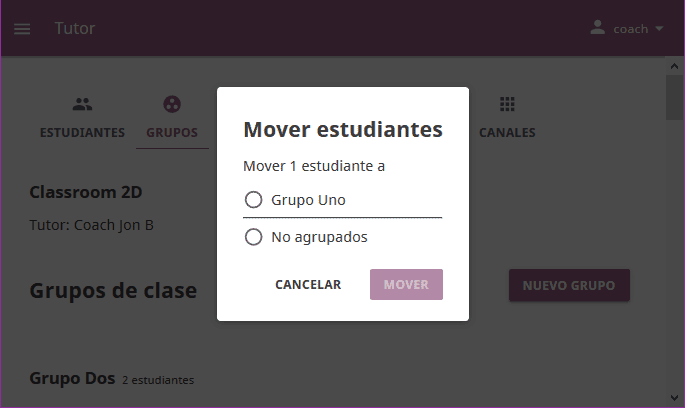 Tutor
coach
ESTUDIANTES
GRUPOS
CANALES
Classroom 2D
Tutor: Coach Jon B
Grupos de clase
NUEVO GRUPO
Grupo Dos 2 estudiantes
Mover estudiantes
Mover 1 estudiante a
Grupo Uno
No agrupados
CANCELAR
MOVER